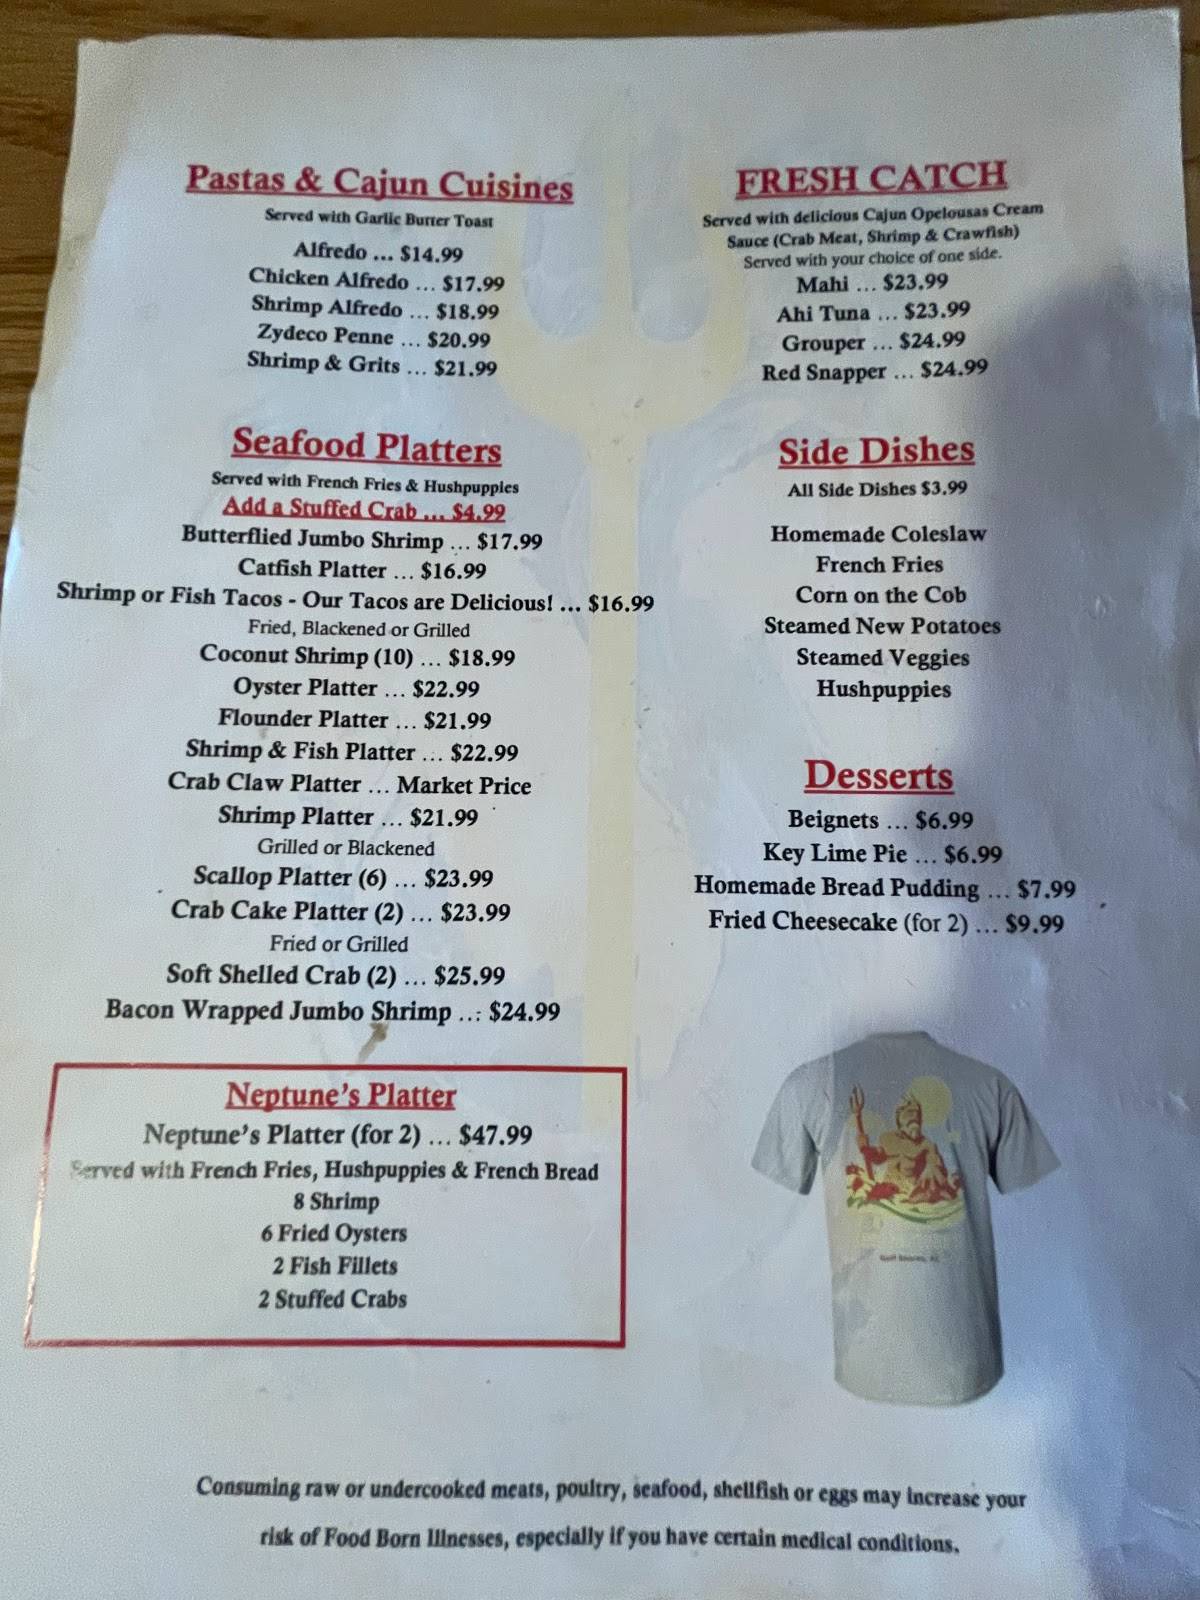 Pastas & Cajun Cuisines
Served with Garlic Butter Toast
Alfredo ... $14.99
Chicken Alfredo ... $17.99
Shrimp Alfredo ... $18.99
Zydeco Penne ... $20.99
Shrimp & Grits ... $21.99
Seafood Platters
Served with French Fries & Hushpuppies
Add a Stuffed Crab ... $4.99
Butterflied Jumbo Shrimp ... $17.99
Catfish Platter ... $16.99
Shrimp or Fish Tacos - Our Tacos are Delicious! ... $16.99
Fried, Blackened or Grilled
Coconut Shrimp (10) ... $18.99
Oyster Platter ... $22.99
Flounder Platter ... $21.99
Shrimp & Fish Platter ... $22.99
Crab Claw Platter ... Market Price
Shrimp Platter ... $21.99
Grilled or Blackened
Scallop Platter (6) ... $23.99
Crab Cake Platter (2) ... $23.99
Fried or Grilled
Soft Shelled Crab (2) ... $25.99
Bacon Wrapped Jumbo Shrimp ... $24.99
Neptune's Platter
Neptune's Platter (for 2) ... $47.99
Served with French Fries, Hushpuppies & French Bread
8 Shrimp
6 Fried Oysters
2 Fish Fillets
2 Stuffed Crabs
FRESH CATCH
Served with delicious Cajun Opelousas Cream
Sauce (Crab Meat, Shrimp & Crawfish)
Served with your choice of one side.
Mahi ... $23.99
Ahi Tuna ... $23.99
Grouper ... $24.99
Red Snapper ... $24.99
Side Dishes
All Side Dishes $3.99
Homemade Coleslaw
French Fries
Corn on the Cob
Steamed New Potatoes
Steamed Veggies
Hushpuppies
Desserts
Beignets ... $6.99
Key Lime Pie ... $6.99
Homemade Bread Pudding ... $7.99
Fried Cheesecake (for 2) ... $9.99
Gulf Shores, AL
Consuming raw or undercooked meats, poultry, seafood, shellfish or eggs may increase your
risk of Food Born Illnesses, especially if you have certain medical conditions.